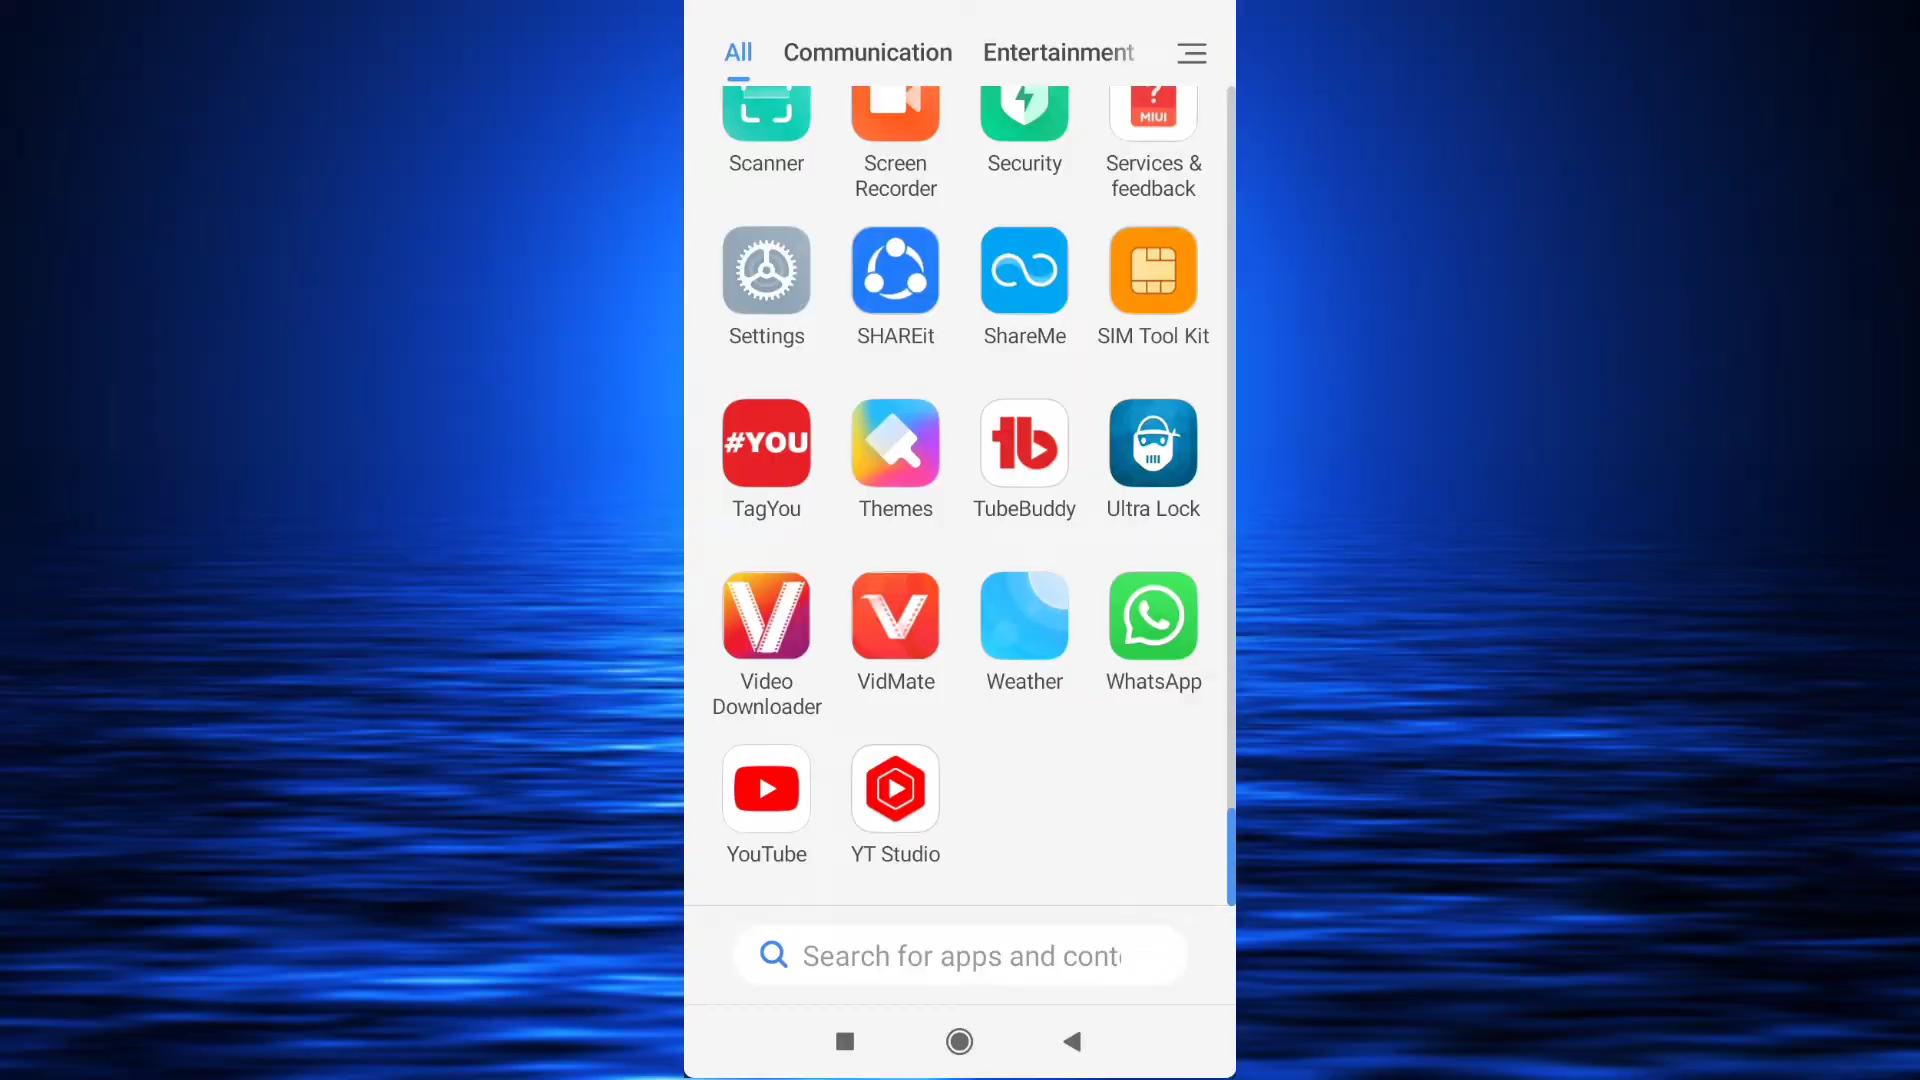 All Communication Entertainment
?
MIUI
Scanner Screen Security Services &
Recorder feedback
Settings SHAREit ShareMe SIM Tool Kit
#YOU tb
TagYou Themes TubeBuddy Ultra Lock
V V
Video VidMate Weather WhatsApp
Downloader
YouTube YT Studio
Search for apps and cont